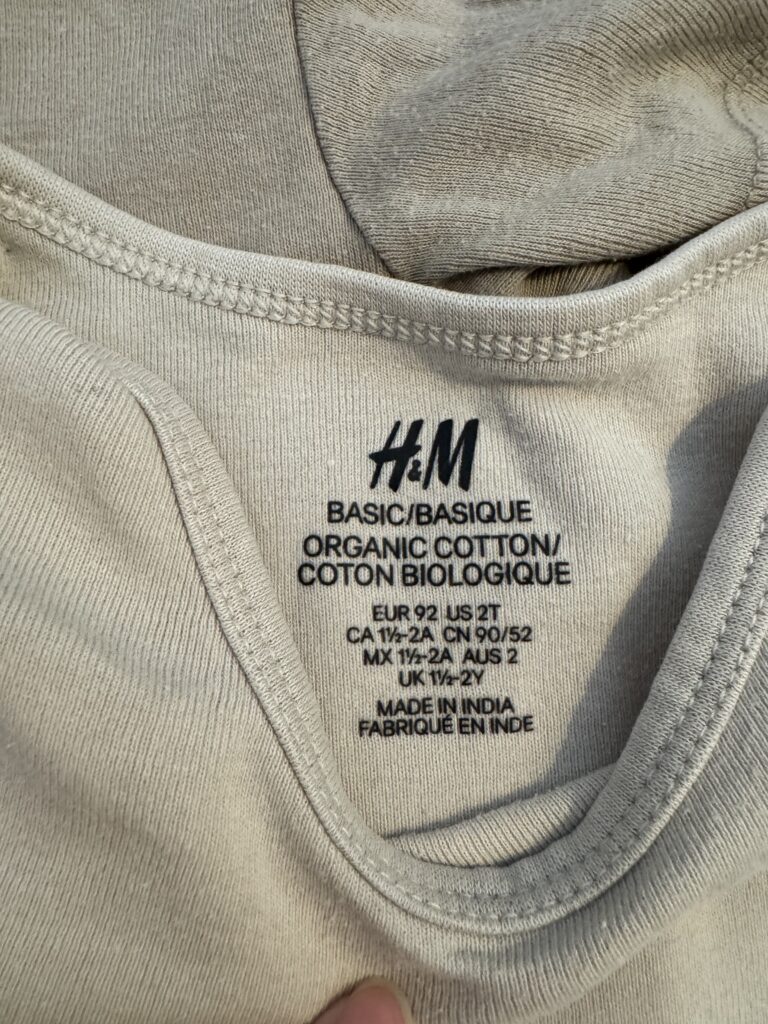 H&M
BASIC/BASIQUE
ORGANIC COTTON/
COTON BIOLOGIQUE
EUR 92 US 2T
CA 1½-2A CN 90/52
MX 1½-2A AUS 2
UK 1½-2Y
MADE IN INDIA
FABRIQUÉ EN INDE